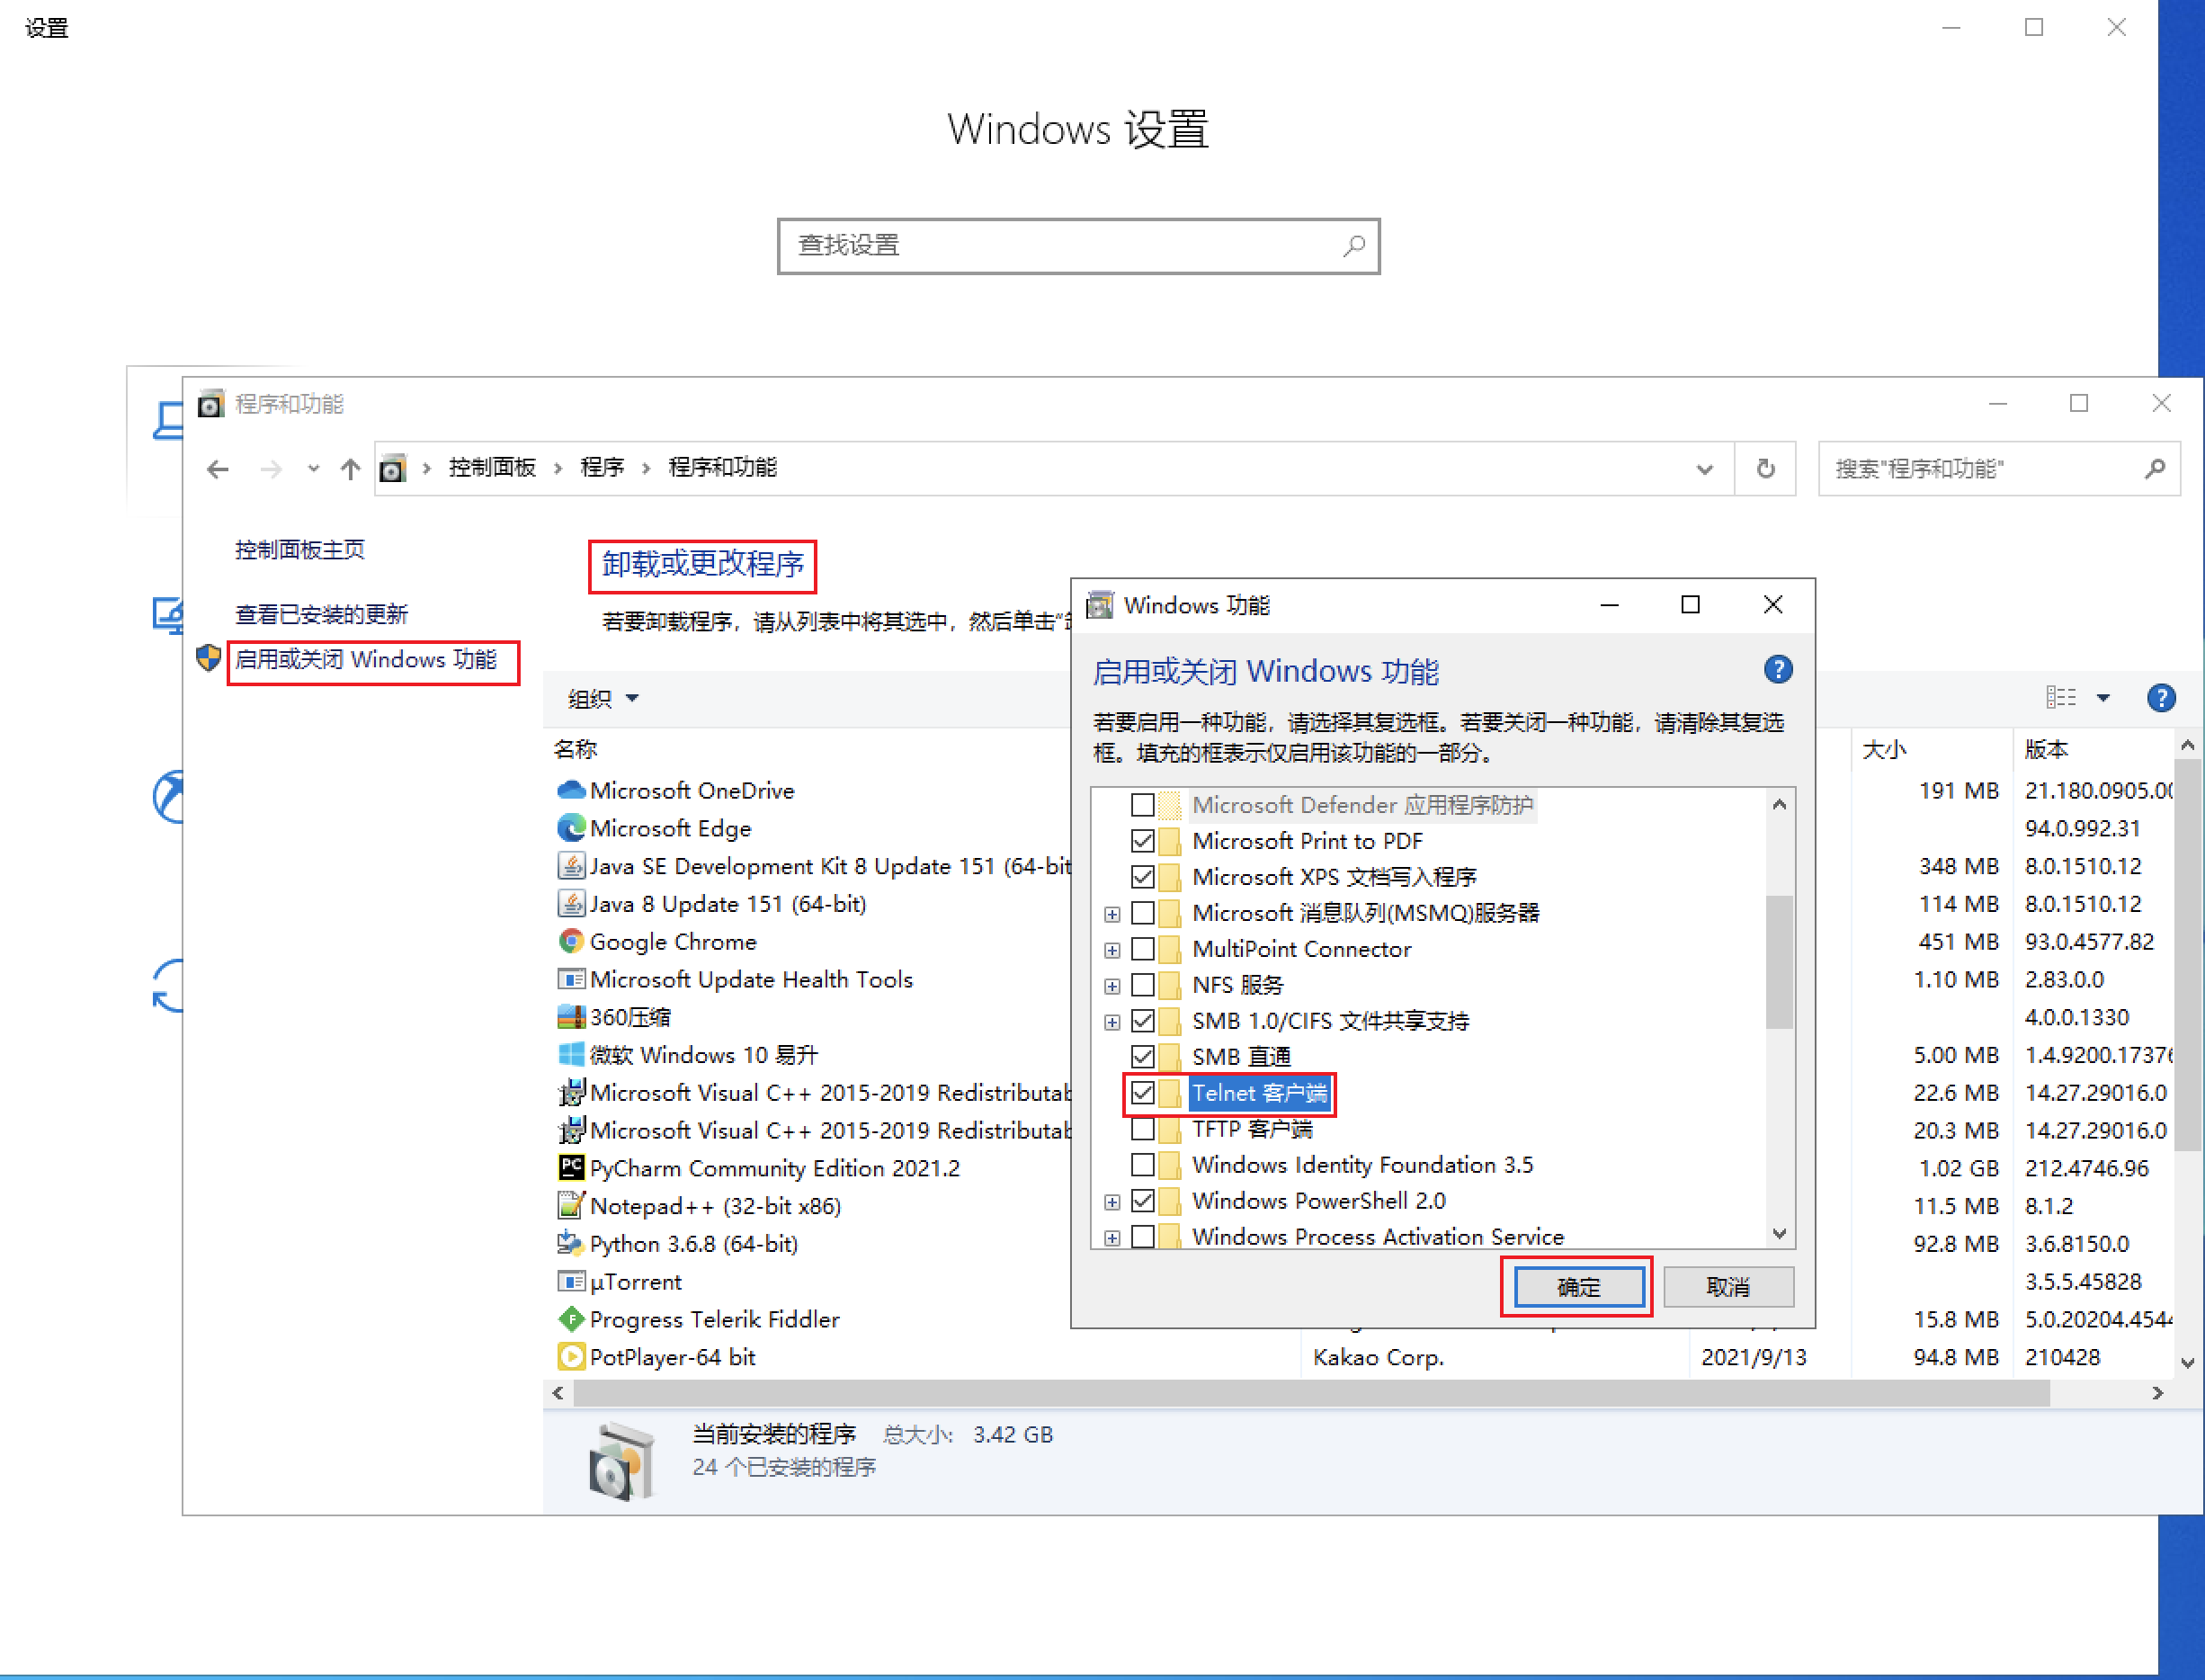 设置
Windows 设置
查找设置
程序和功能
控制面板 程序 程序和功能
搜索"程序和功能"
控制面板主页
查看已安装的更新
启用或关闭 Windows 功能
卸载或更改程序
若要卸载程序，请从列表中将其选中，然后单击“
组织
名称
大小
版本
Microsoft OneDrive
191 MB
21.180.0905.00
Microsoft Edge
94.0.992.31
Java SE Development Kit 8 Update 151 (64-bit
348 MB
8.0.1510.12
Java 8 Update 151 (64-bit)
114 MB
8.0.1510.12
Google Chrome
451 MB
93.0.4577.82
Microsoft Update Health Tools
1.10 MB
2.83.0.0
360压缩
4.0.0.1330
微软 Windows 10 易升
5.00 MB
1.4.9200.17376
Microsoft Visual C++ 2015-2019 Redistributab
22.6 MB
14.27.29016.0
Microsoft Visual C++ 2015-2019 Redistributab
20.3 MB
14.27.29016.0
PyCharm Community Edition 2021.2
1.02 GB
212.4746.96
Notepad++ (32-bit x86)
11.5 MB
8.1.2
Python 3.6.8 (64-bit)
92.8 MB
3.6.8150.0
µTorrent
3.5.5.45828
Progress Telerik Fiddler
15.8 MB
5.0.20204.4544
PotPlayer-64 bit
Kakao Corp.
2021/9/13
94.8 MB
210428
当前安装的程序 总大小: 3.42 GB
24 个已安装的程序
Windows 功能
启用或关闭 Windows 功能
若要启用一种功能，请选择其复选框。若要关闭一种功能，请清除其复选
框。填充的框表示仅启用该功能的一部分。
Microsoft Defender 应用程序防护
Microsoft Print to PDF
Microsoft XPS 文档写入程序
Microsoft 消息队列(MSMQ)服务器
MultiPoint Connector
NFS 服务
SMB 1.0/CIFS 文件共享支持
SMB 直通
Telnet 客户端
TFTP 客户端
Windows Identity Foundation 3.5
Windows PowerShell 2.0
Windows Process Activation Service
确定
取消